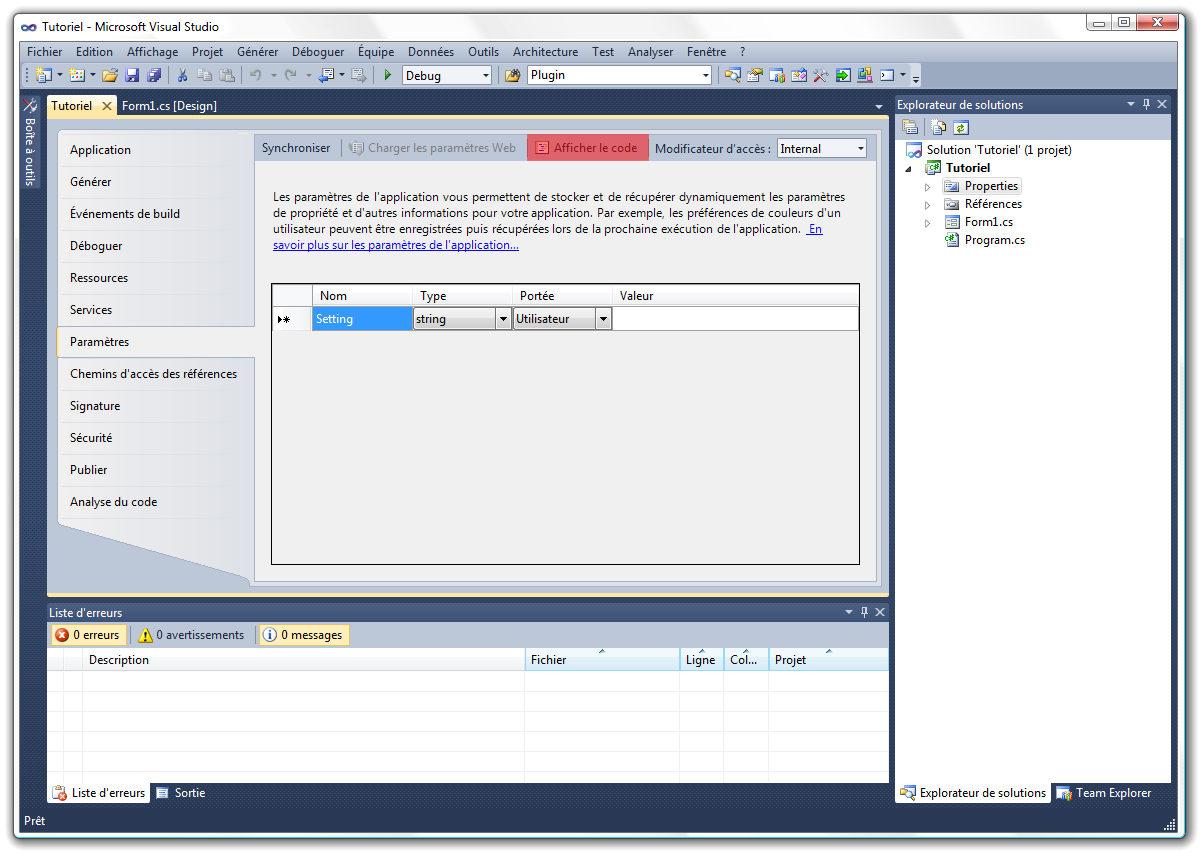 Tutoriel - Microsoft Visual Studio
Fichier Edition Affichage Projet Générer Déboguer Équipe Données Outils Architecture Test Analyser Fenêtre ?
Debug Plugin
Boîte à outils
Tutoriel Form1.cs [Design]
Application
Générer
Événements de build
Déboguer
Ressources
Services
Paramètres
Chemins d'accès des références
Signature
Sécurité
Publier
Analyse du code
Synchroniser Charger les paramètres Web Afficher le code Modificateur d'accès : Internal
Les paramètres de l'application vous permettent de stocker et de récupérer dynamiquement les paramètres
de propriété et d'autres informations pour votre application. Par exemple, les préférences de couleurs d'un
utilisateur peuvent être enregistrées puis récupérées lors de la prochaine exécution de l'application. En
savoir plus sur les paramètres de l'application...
Nom Type Portée Valeur
Setting string Utilisateur
Liste d'erreurs
0 erreurs 0 avertissements 0 messages
Description Fichier Ligne Col... Projet
Liste d'erreurs Sortie
Explorateur de solutions
Solution 'Tutoriel' (1 projet)
Tutoriel
Properties
Références
Form1.cs
Program.cs
Explorateur de solutions Team Explorer
Prêt